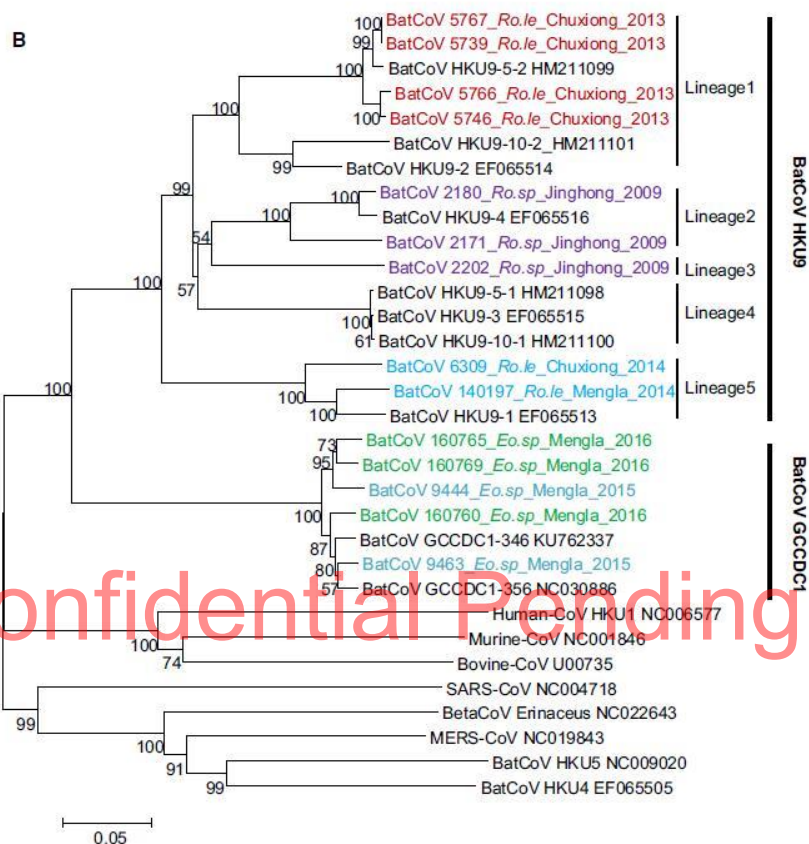 B
100
BatCoV 5767_Ro.le_Chuxiong_2013
99
BatCoV 5739_Ro.le_Chuxiong_2013
100
BatCoV HKU9-5-2 HM211099
BatCoV 5766_Ro.le_Chuxiong_2013
Lineage1
100
BatCoV 5746_Ro.le_Chuxiong_2013
100
BatCoV HKU9-10-2_HM211101
99
BatCoV HKU9-2 EF065514
99
100
BatCoV 2180_Ro.sp_Jinghong_2009
100
BatCoV HKU9-4 EF065516
Lineage2
54
BatCoV 2171_Ro.sp_Jinghong_2009
BatCoV 2202_Ro.sp_Jinghong_2009
Lineage3
100
57
BatCoV HKU9-5-1 HM211098
100
BatCoV HKU9-3 EF065515
Lineage4
61
BatCoV HKU9-10-1 HM211100
BatCoV 6309_Ro.le_Chuxiong_2014
100
100
BatCoV 140197_Ro.le_Mengla_2014
Lineage5
100
BatCoV HKU9-1 EF065513
BatCoV HKU9
73
BatCoV 160765_Eo.sp_Mengla_2016
95
BatCoV 160769_Eo.sp_Mengla_2016
BatCoV 9444_Eo.sp_Mengla_2015
100
BatCoV 160760_Eo.sp_Mengla_2016
87
BatCoV GCCDC1-346 KU762337
80
BatCoV 9463_Eo.sp_Mengla_2015
57
BatCoV GCCDC1-356 NC030886
BatCoV GCCDC1
onfidential Pending
Human-CoV HKU1 NC006577
100
Murine-CoV NC001846
74
Bovine-CoV U00735
SARS-CoV NC004718
99
BetaCoV Erinaceus NC022643
100
MERS-CoV NC019843
91
BatCoV HKU5 NC009020
99
BatCoV HKU4 EF065505
0.05